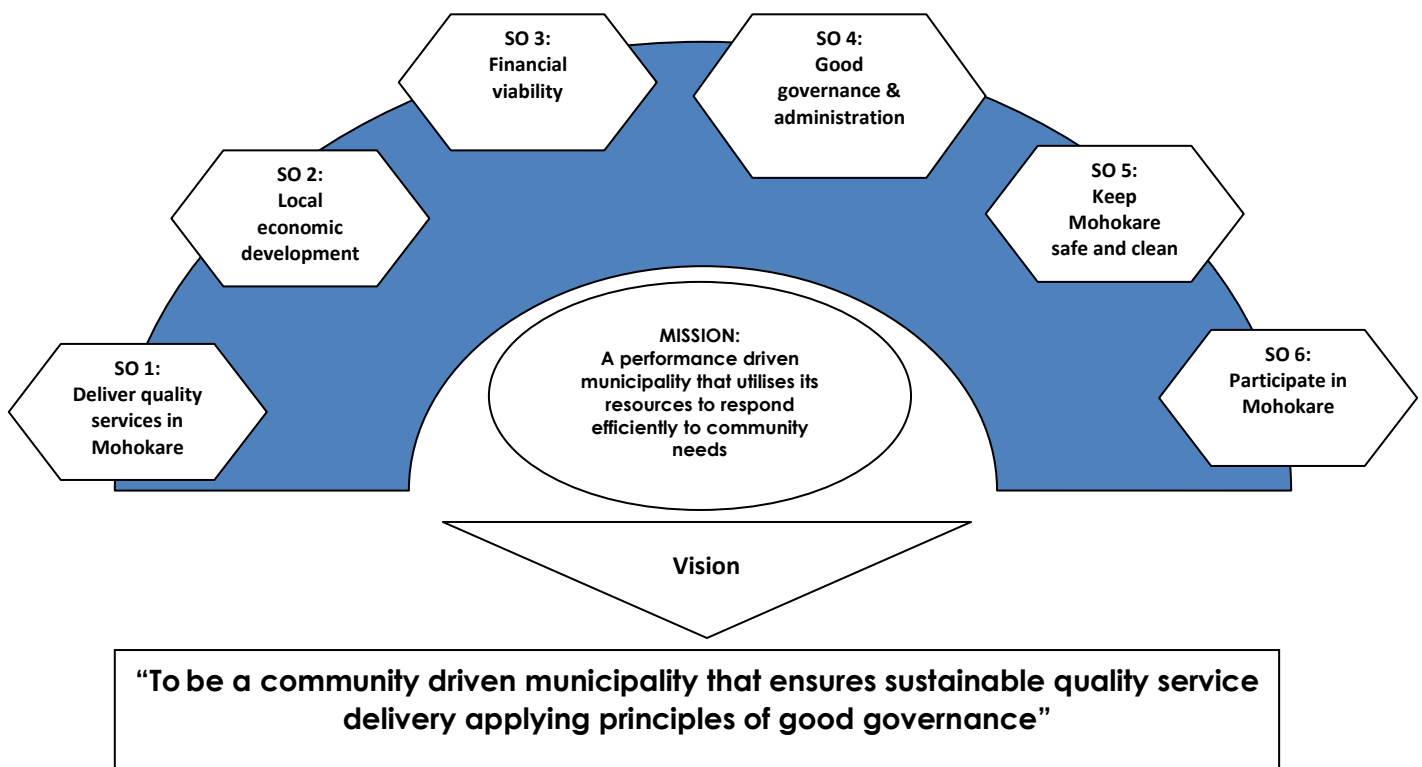 SO 1:
Deliver quality
services in
Mohokare
SO 2:
Local
economic
development
SO 3:
Financial
viability
SO 4:
Good
governance &
administration
SO 5:
Keep
Mohokare
safe and clean
SO 6:
Participate in
Mohokare
MISSION:
A performance driven
municipality that utilises its
resources to respond
efficiently to community
needs
Vision
“To be a community driven municipality that ensures sustainable quality service
delivery applying principles of good governance”